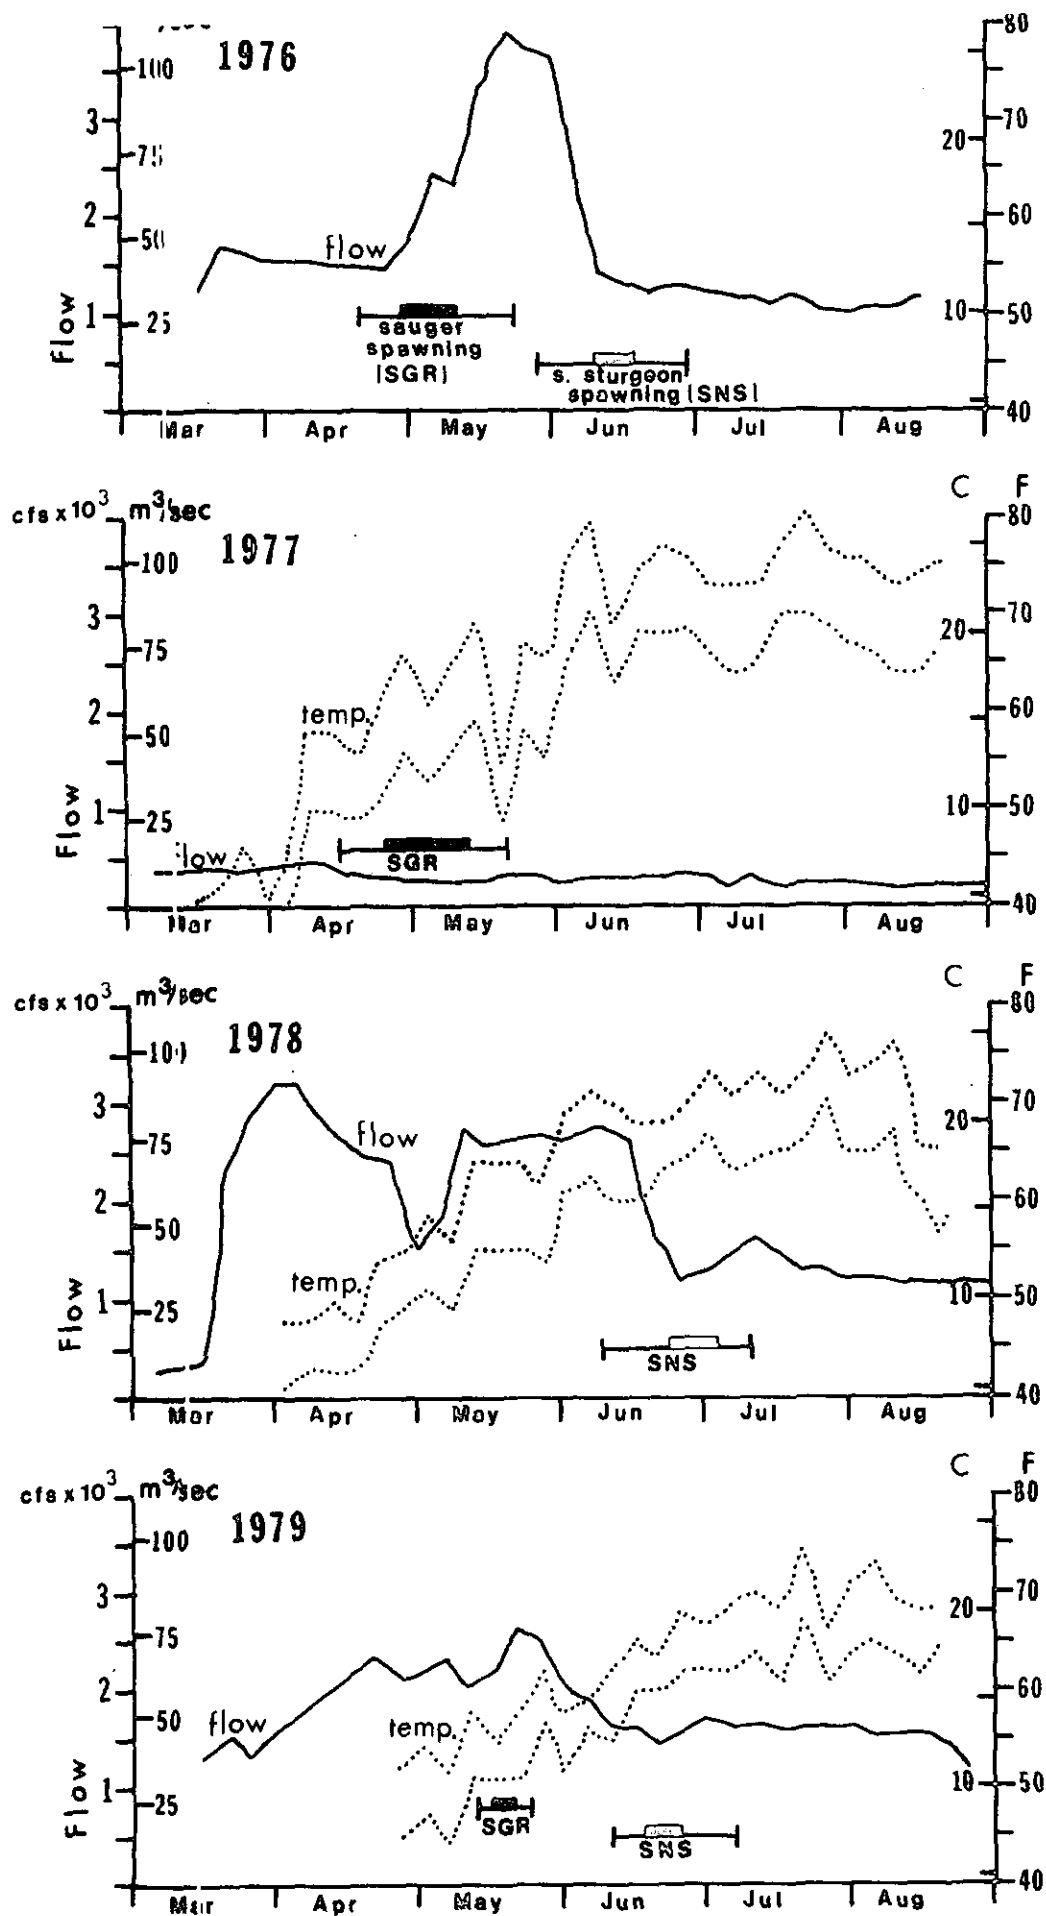 1976
80
100
3
70
20
75
2
60
50
flow
1
25
10
50
Flow
sauger
spawning
(SGR)
s. sturgeon
spawning (SNS)
40
Mar Apr May Jun Jul Aug
cfs x 10³ m³/sec
C F
1977
80
100
3
70
20
75
temp.
2
60
50
1
25
10
50
Flow
low
SGR
40
Mar Apr May Jun Jul Aug
cfs x 10³ m³/sec
C F
1978
80
100
3
70
20
75
flow
2
60
50
temp.
1
25
10
50
Flow
SNS
40
Mar Apr May Jun Jul Aug
cfs x 10³ m³/sec
C F
1979
80
100
3
70
20
75
2
60
50
flow
temp.
1
25
10
50
Flow
SGR
SNS
40
Mar Apr May Jun Jul Aug